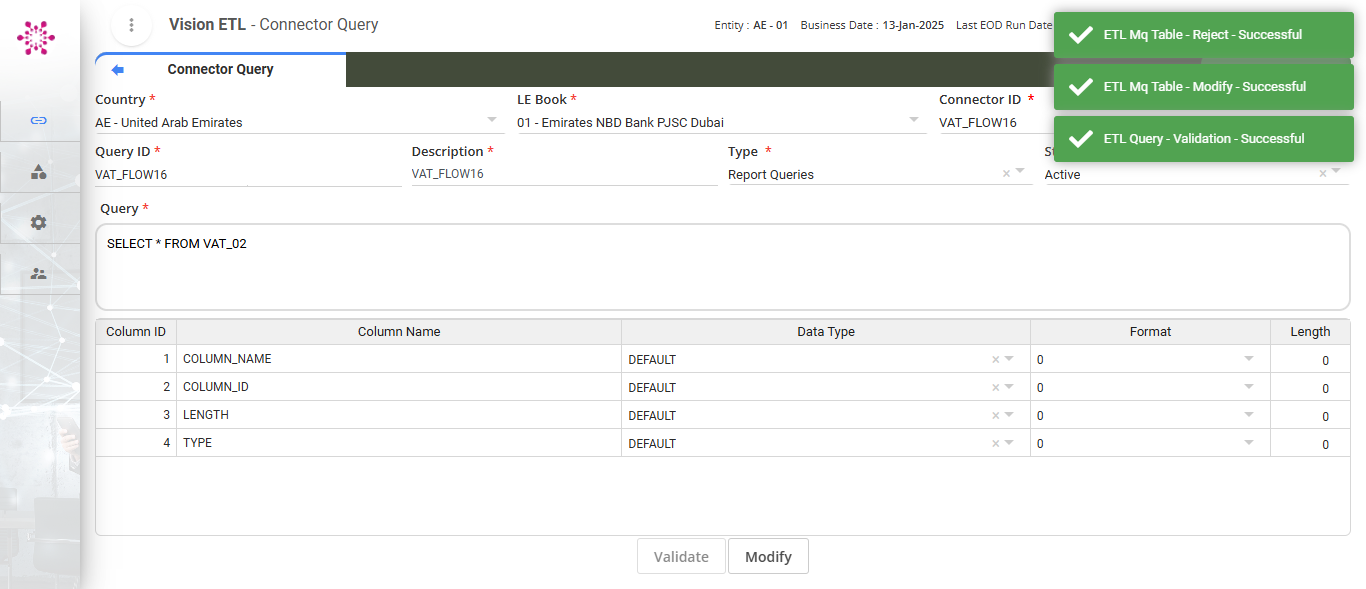 Vision ETL - Connector Query
Entity : AE - 01 Business Date : 13-Jan-2025 Last EOD Run Date
ETL Mq Table - Reject - Successful
ETL Mq Table - Modify - Successful
ETL Query - Validation - Successful
Connector Query
Country * LE Book * Connector ID *
AE - United Arab Emirates 01 - Emirates NBD Bank PJSC Dubai VAT_FLOW16
Query ID * Description * Type *
VAT_FLOW16 VAT_FLOW16 Report Queries Active
Query *
SELECT * FROM VAT_02
Column ID Column Name Data Type Format Length
1 COLUMN_NAME DEFAULT 0 0
2 COLUMN_ID DEFAULT 0 0
3 LENGTH DEFAULT 0 0
4 TYPE DEFAULT 0 0
Validate Modify